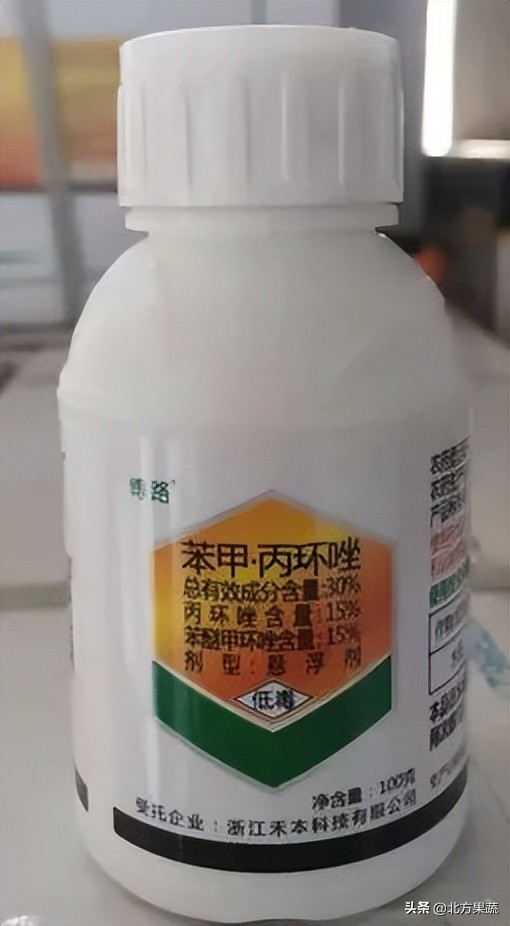 苯甲·丙环唑
总有效成分含量:30%
丙环唑含量:15%
苯醚甲环唑含量:15%
剂型:悬浮剂
低毒
净含量:100克
受托企业:浙江禾本科技有限公司
头条 @北方果蔬